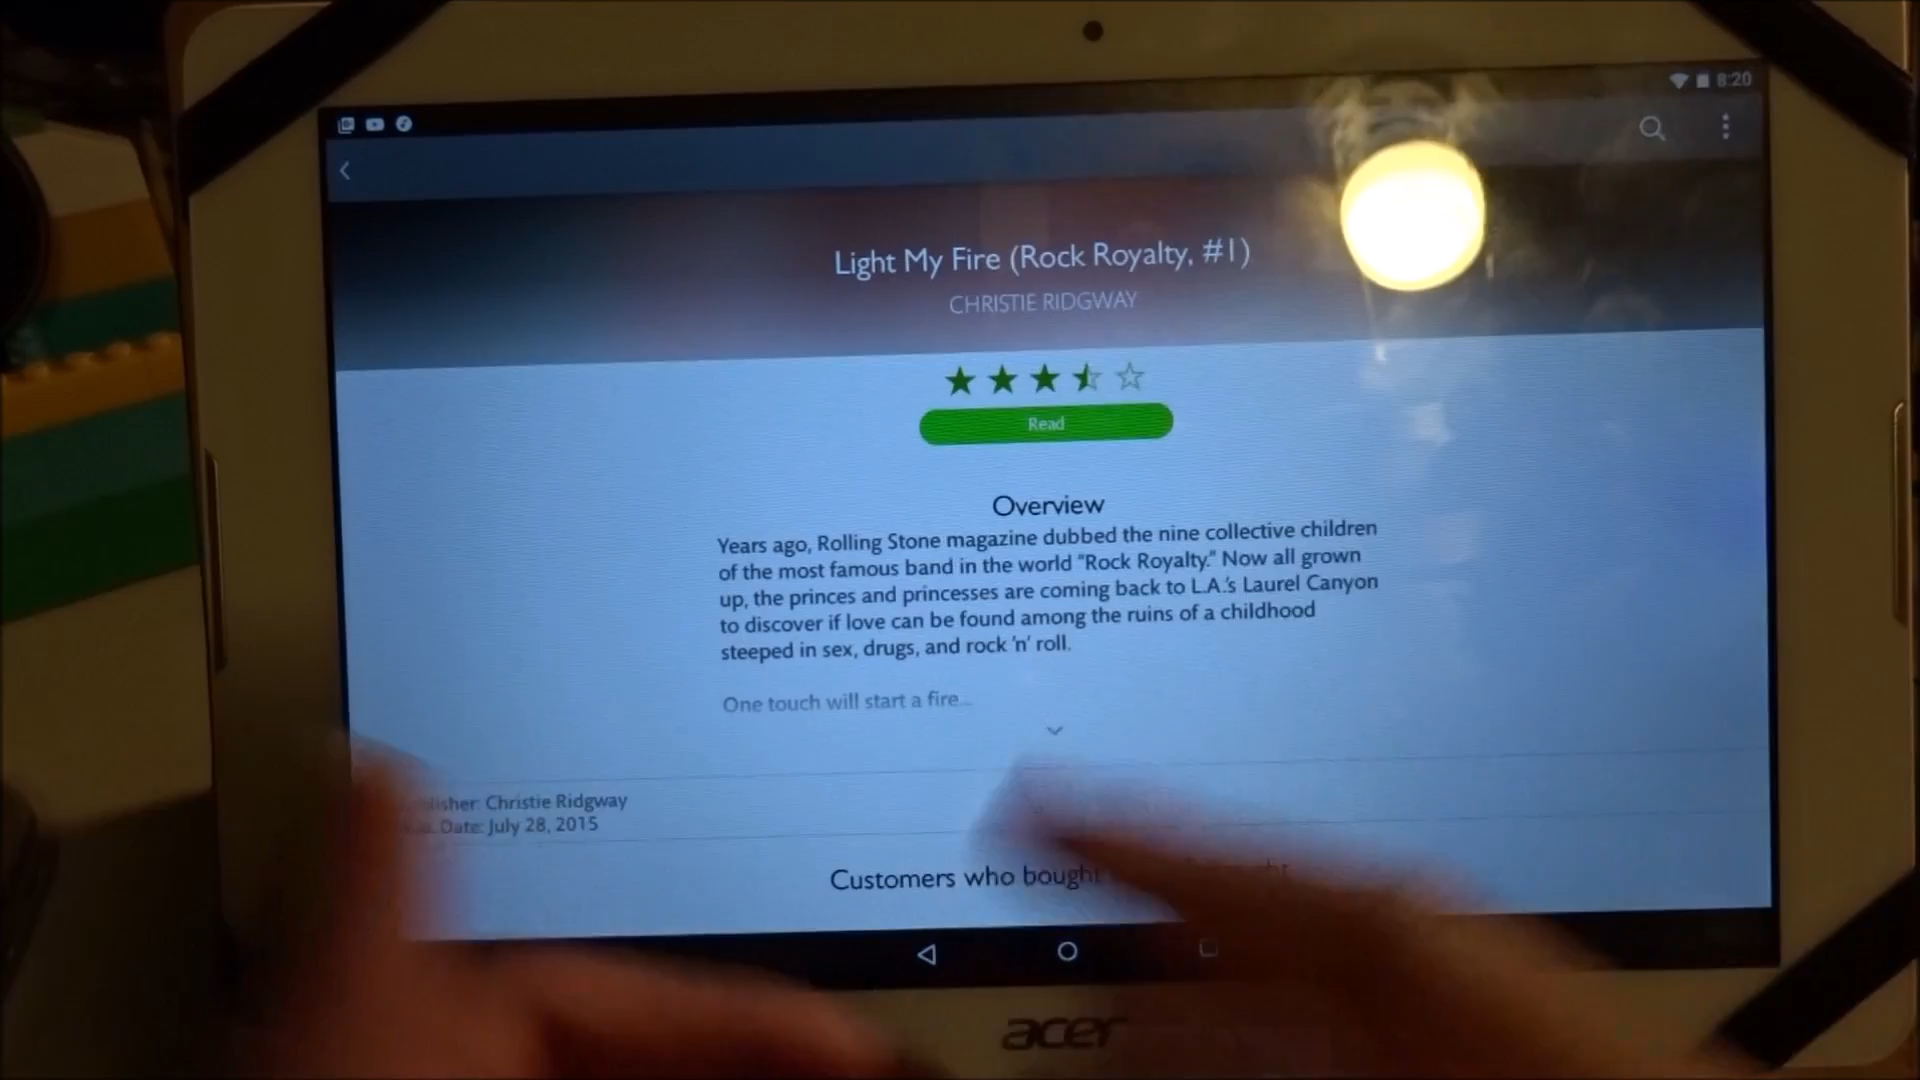 8:20
Light My Fire (Rock Royalty, #1)
CHRISTIE RIDGWAY
Read
Overview
Years ago, Rolling Stone magazine dubbed the nine collective children
of the most famous band in the world "Rock Royalty." Now all grown
up, the princes and princesses are coming back to L.A.'s Laurel Canyon
to discover if love can be found among the ruins of a childhood
steeped in sex, drugs, and rock 'n' roll.
One touch will start a fire...
Christie Ridgway
Date: July 28, 2015
Customers who bought
acer